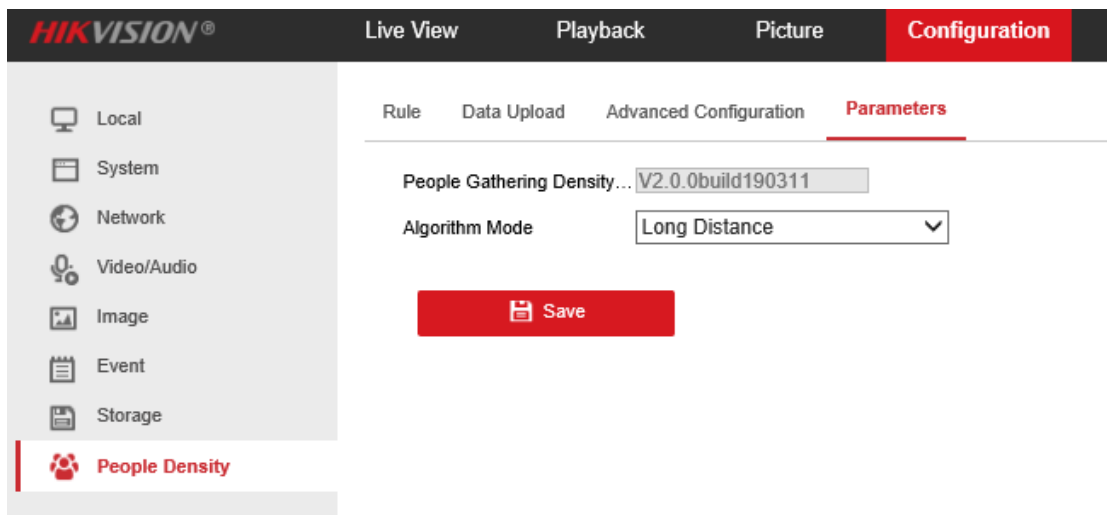 HIKVISION®
Live View Playback Picture Configuration
Local
System
Network
Video/Audio
Image
Event
Storage
People Density
Rule Data Upload Advanced Configuration Parameters
People Gathering Density... V2.0.0build190311
Algorithm Mode Long Distance
Save